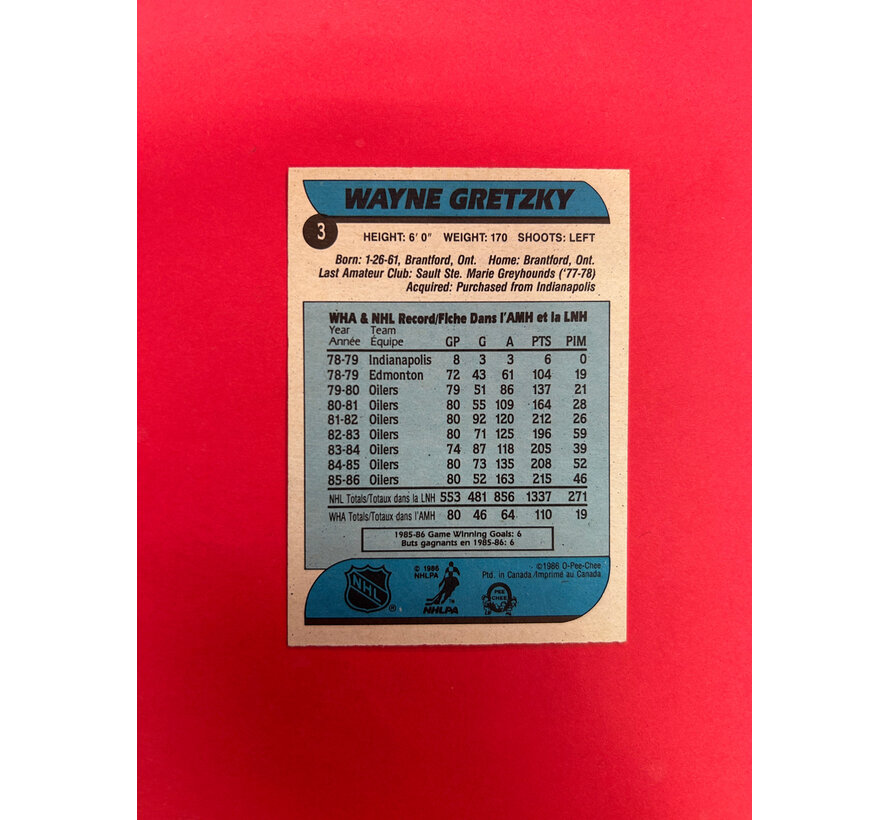 WAYNE GRETZKY
3
HEIGHT: 6' 0" WEIGHT: 170 SHOOTS: LEFT
Born: 1-26-61, Brantford, Ont. Home: Brantford, Ont.
Last Amateur Club: Sault Ste. Marie Greyhounds ('77-78)
Acquired: Purchased from Indianapolis
WHA & NHL Record/Fiche Dans l'AMH et la LNH
Year Team
Année Équipe GP G A PTS PIM
78-79 Indianapolis 8 3 3 6 0
78-79 Edmonton 72 43 61 104 19
79-80 Oilers 79 51 86 137 21
80-81 Oilers 80 55 109 164 28
81-82 Oilers 80 92 120 212 26
82-83 Oilers 80 71 125 196 59
83-84 Oilers 74 87 118 205 39
84-85 Oilers 80 73 135 208 52
85-86 Oilers 80 52 163 215 46
NHL Totals/Totaux dans la LNH 553 481 856 1337 271
WHA Totals/Totaux dans l'AMH 80 46 64 110 19
1985-86 Game Winning Goals: 6
Buts gagnants en 1985-86: 6
NHL ®
© 1986
NHLPA
TM
NHLPA
O PEE CHEE
©1986 O-Pee-Chee
Ptd. in Canada/Imprimé au Canada